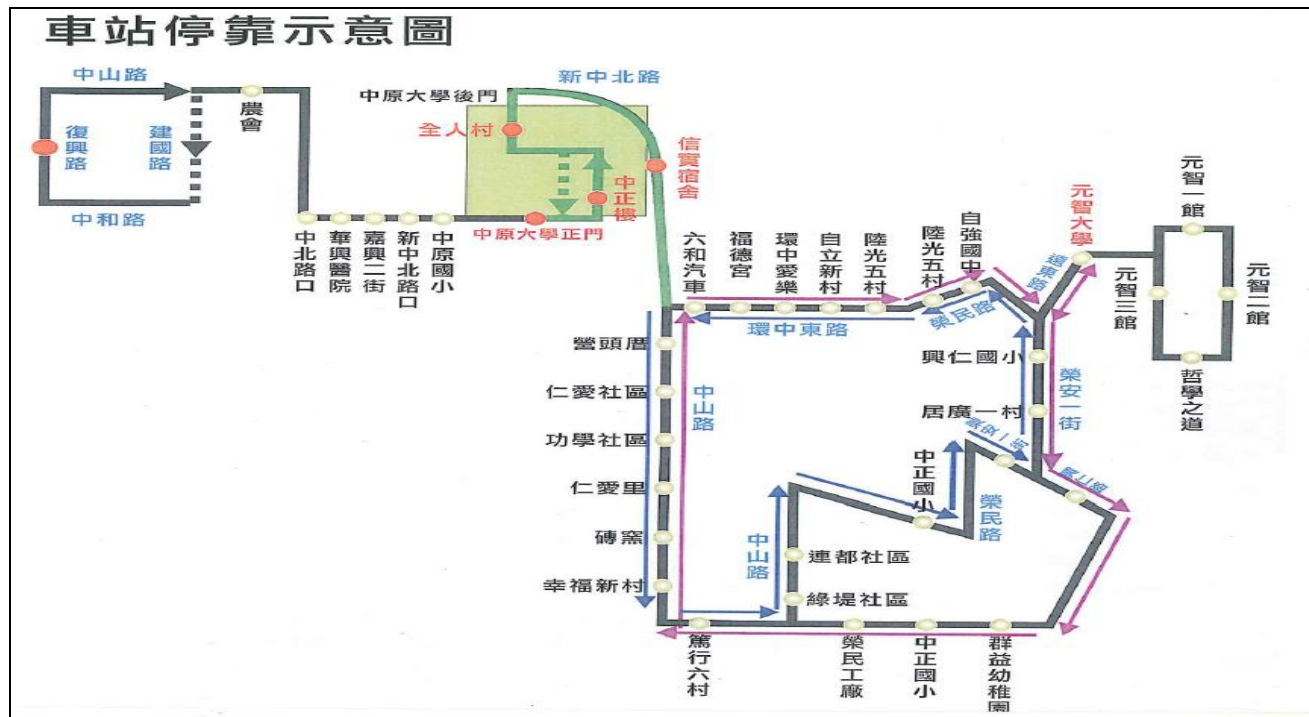 車站停靠示意圖
中山路
復興路
建國路
中和路
農會
中北路口
華興醫院
嘉興二街
新中北路口
中原國小
中原大學後門
新中北路
全人村
中正樓
信實宿舍
中原大學正門
六和汽車
福德宮
環中愛樂
自立新村
陸光五村
陸光五村
自強國中
元智大學
遠東路
元智一館
元智二館
元智三館
哲學之道
環中東路
榮民路
營頭厝
仁愛社區
功學社區
仁愛里
磚窯
幸福新村
中山路
興仁國小
居廣一村
榮安一街
中正國小
榮民路
中山路
連都社區
綠堤社區
篤行六村
榮民工廠
中正國小
群益幼稚園